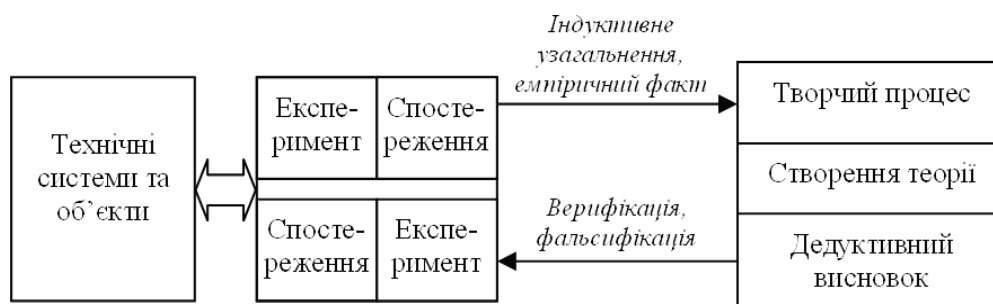 Технічні
системи та
об’єкти
Експе-
римент
Спосте-
реження
Спосте-
реження
Експе-
римент
Індуктивне
узагальнення,
емпіричний факт
Верифікація,
фальсифікація
Творчий процес
Створення теорії
Дедуктивний
висновок